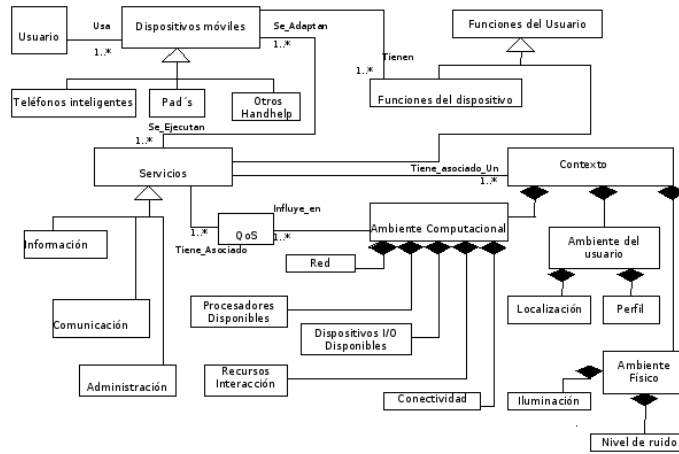 Usuario
Usa
1..*
Dispositivos móviles
Se_Adaptan
1..*
Funciones del Usuario
Tienen
1..*
Funciones del dispositivo
Teléfonos inteligentes
Pad´s
Otros
Handhelp
Se_Ejecutan
1..*
Servicios
Tiene_asociado_Un
1..*
Contexto
Información
1..*
Tiene_Asociado
QoS
Influye_en
1..*
Ambiente Computacional
Ambiente del
usuario
Red
Localización
Perfil
Comunicación
Procesadores
Disponibles
Dispositivos I/0
Disponibles
Administración
Recursos
Interacción
Conectividad
Ambiente
Físico
Iluminación
Nivel de ruido